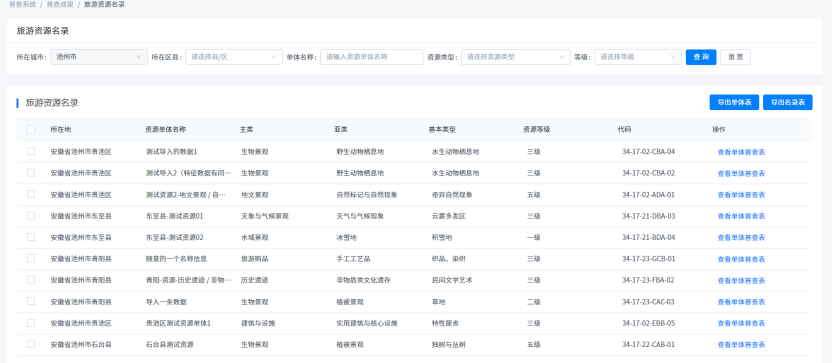 普查系统 / 普查成果 / 旅游资源名录
旅游资源名录
所在城市: 池州市 所在区县: 请选择县/区 单体名称: 请输入资源单体名称 资源类型: 请选择资源类型 等级: 请选择等级 查 询 重 置
旅游资源名录 导出单体表 导出名录表
所在地 资源单体名称 主类 亚类 基本类型 资源等级 代码 操作
安徽省池州市贵池区 测试导入的数据1 生物景观 野生动物栖息地 水生动物栖息地 三级 34-17-02-CBA-04 查看单体普查表
安徽省池州市贵池区 测试导入2（特征数据有问… 生物景观 野生动物栖息地 水生动物栖息地 三级 34-17-02-CBA-02 查看单体普查表
安徽省池州市贵池区 测试资源2-地文景观 / 自… 地文景观 自然标记与自然现象 奇异自然现象 五级 34-17-02-ADA-01 查看单体普查表
安徽省池州市东至县 东至县-测试资源01 天象与气候景观 天气与气候现象 云雾多发区 三级 34-17-21-DBA-03 查看单体普查表
安徽省池州市东至县 东至县-测试资源02 水域景观 冰雪地 积雪地 一级 34-17-21-BDA-04 查看单体普查表
安徽省池州市青阳县 随意的一个名称信息 旅游购品 手工工艺品 织品、染织 三级 34-17-23-GCB-01 查看单体普查表
安徽省池州市青阳县 青阳-资源-历史遗迹 / 非物… 历史遗迹 非物质类文化遗存 民间文学艺术 三级 34-17-23-FBA-02 查看单体普查表
安徽省池州市青阳县 导入一条数据 生物景观 植被景观 草地 二级 34-17-23-CAC-03 查看单体普查表
安徽省池州市贵池区 贵池区测试资源单体1 建筑与设施 实用建筑与核心设施 特性屋舍 三级 34-17-02-EBB-05 查看单体普查表
安徽省池州市石台县 石台县测试资源 生物景观 植被景观 独树与丛树 五级 34-17-22-CAB-01 查看单体普查表